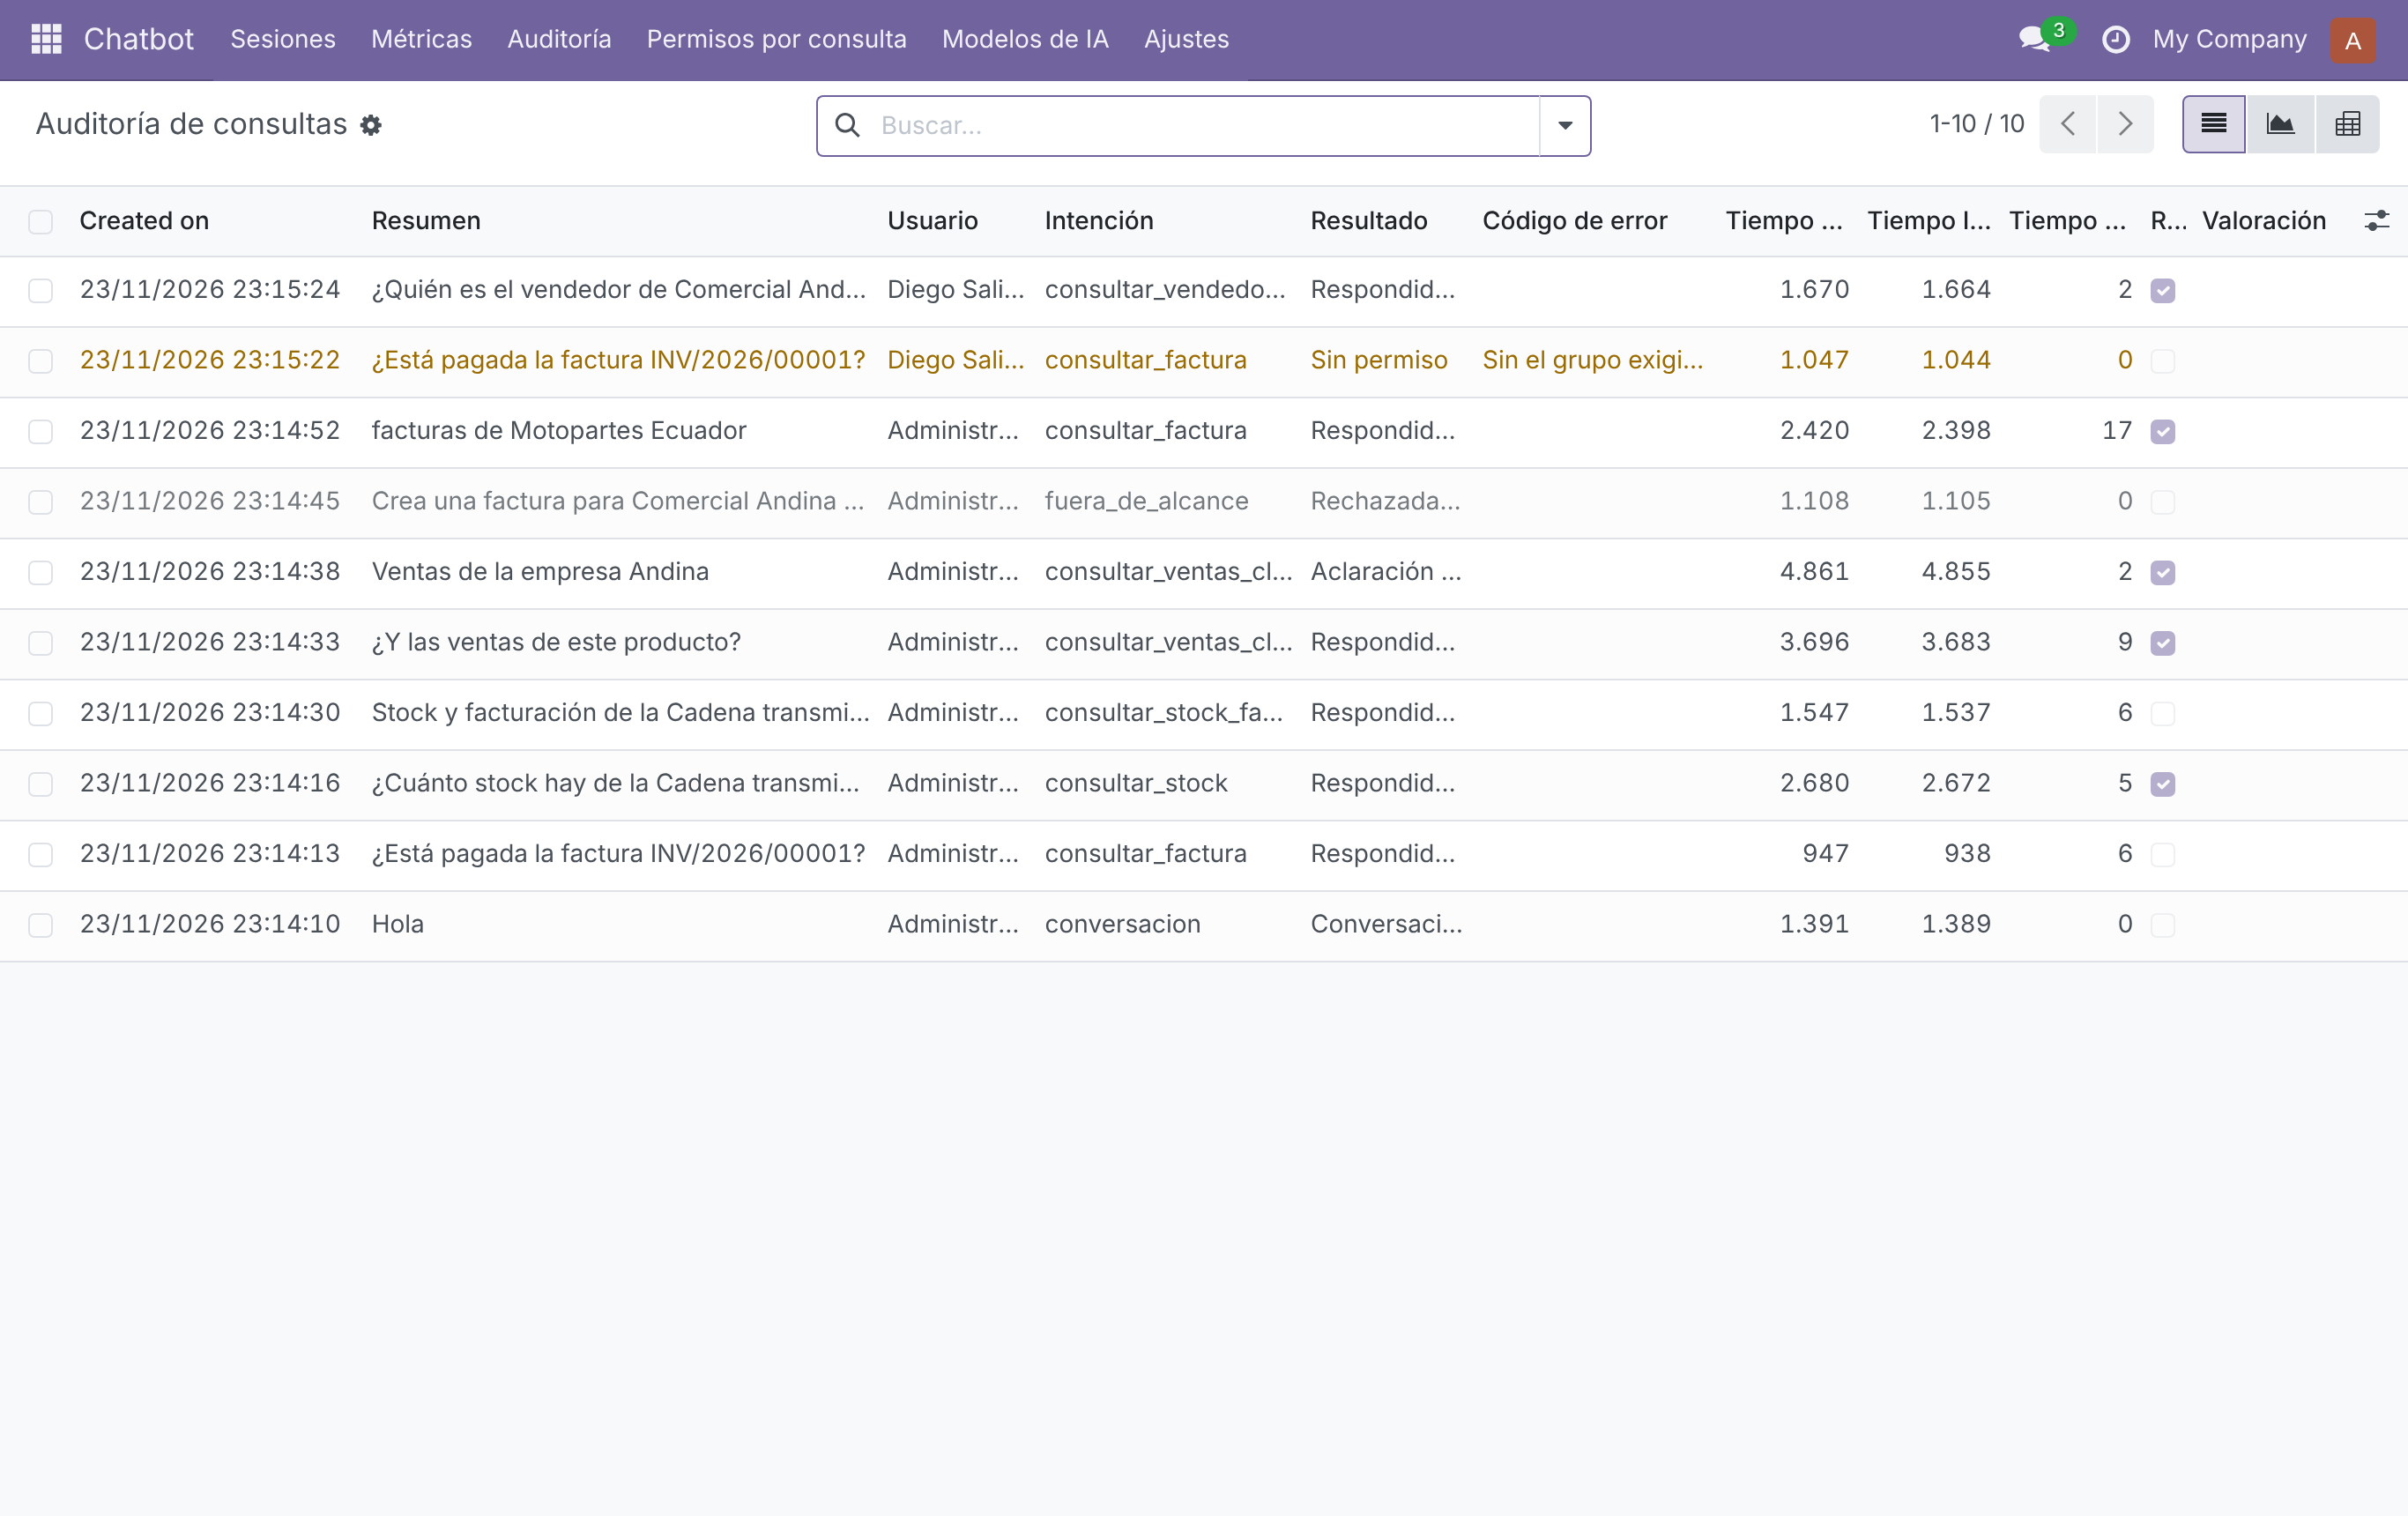 Chatbot Sesiones Métricas Auditoría Permisos por consulta Modelos de IA Ajustes 3 My Company A
Auditoría de consultas Buscar... 1-10 / 10
Created on Resumen Usuario Intención Resultado Código de error Tiempo ... Tiempo I... Tiempo ... R... Valoración
23/11/2026 23:15:24 ¿Quién es el vendedor de Comercial And... Diego Sali... consultar_vendedo... Respondid... 1.670 1.664 2
23/11/2026 23:15:22 ¿Está pagada la factura INV/2026/00001? Diego Sali... consultar_factura Sin permiso Sin el grupo exigi... 1.047 1.044 0
23/11/2026 23:14:52 facturas de Motopartes Ecuador Administr... consultar_factura Respondid... 2.420 2.398 17
23/11/2026 23:14:45 Crea una factura para Comercial Andina ... Administr... fuera_de_alcance Rechazada... 1.108 1.105 0
23/11/2026 23:14:38 Ventas de la empresa Andina Administr... consultar_ventas_cl... Aclaración ... 4.861 4.855 2
23/11/2026 23:14:33 ¿Y las ventas de este producto? Administr... consultar_ventas_cl... Respondid... 3.696 3.683 9
23/11/2026 23:14:30 Stock y facturación de la Cadena transmi... Administr... consultar_stock_fa... Respondid... 1.547 1.537 6
23/11/2026 23:14:16 ¿Cuánto stock hay de la Cadena transmi... Administr... consultar_stock Respondid... 2.680 2.672 5
23/11/2026 23:14:13 ¿Está pagada la factura INV/2026/00001? Administr... consultar_factura Respondid... 947 938 6
23/11/2026 23:14:10 Hola Administr... conversacion Conversaci... 1.391 1.389 0